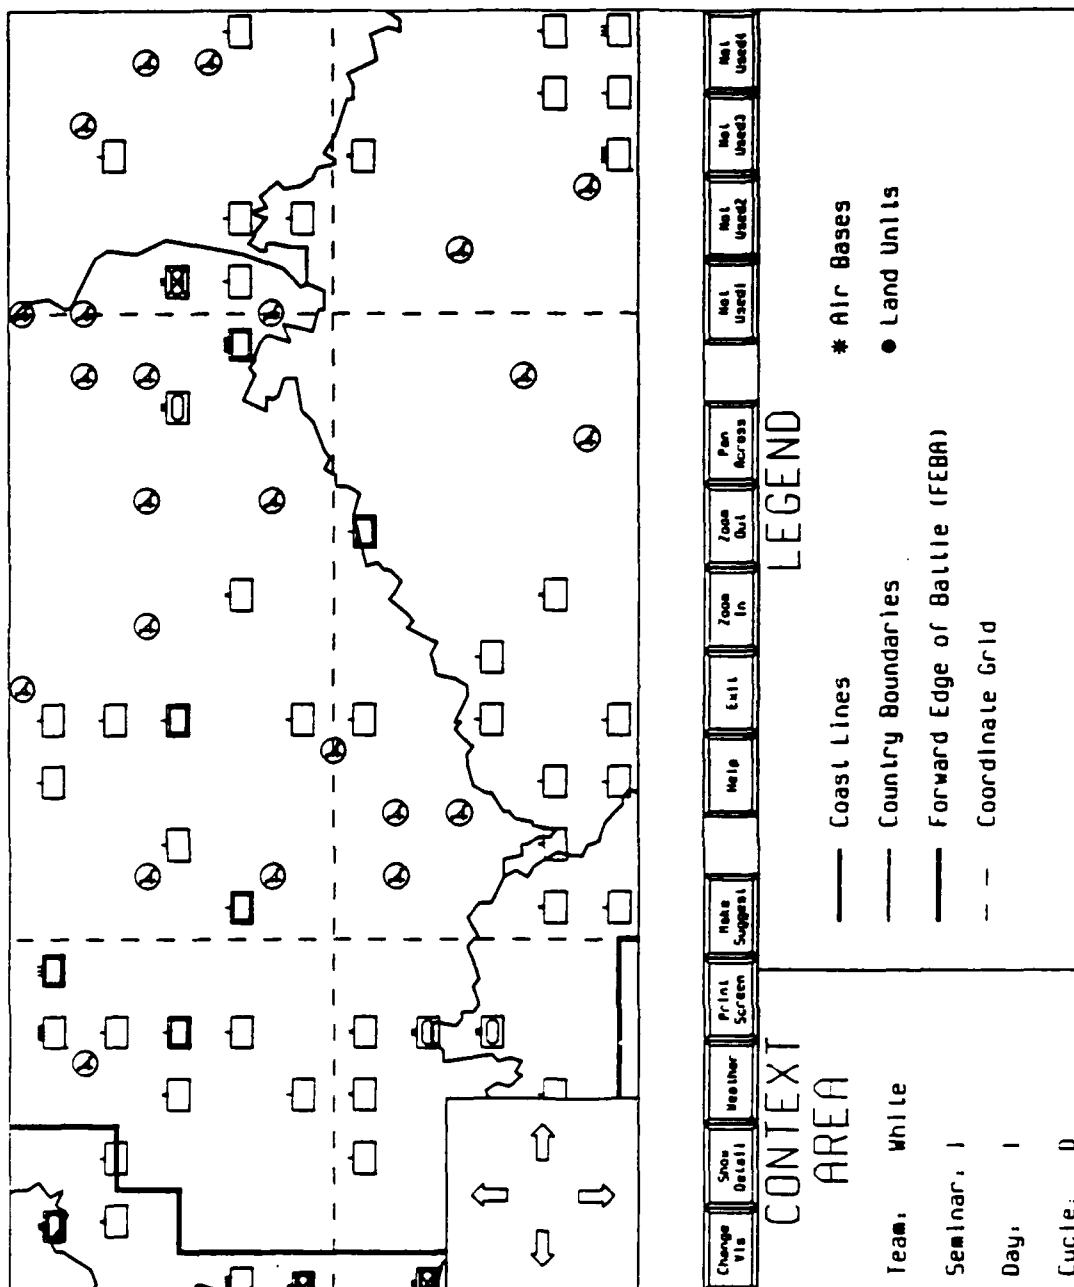 Change
Vis
Show
Detail
Weather
Print
Screen
Make
Suggest
Help
Exit
Zoom
In
Zoom
Out
Pan
Across
Not
Used1
Not
Used2
Not
Used3
Not
Used4
CONTEXT
AREA
Team: White
Seminar: 1
Day: 1
Cycle: 0
LEGEND
Coast Lines
Country Boundaries
Forward Edge of Battle (FEBA)
Coordinate Grid
* Air Bases
● Land Units